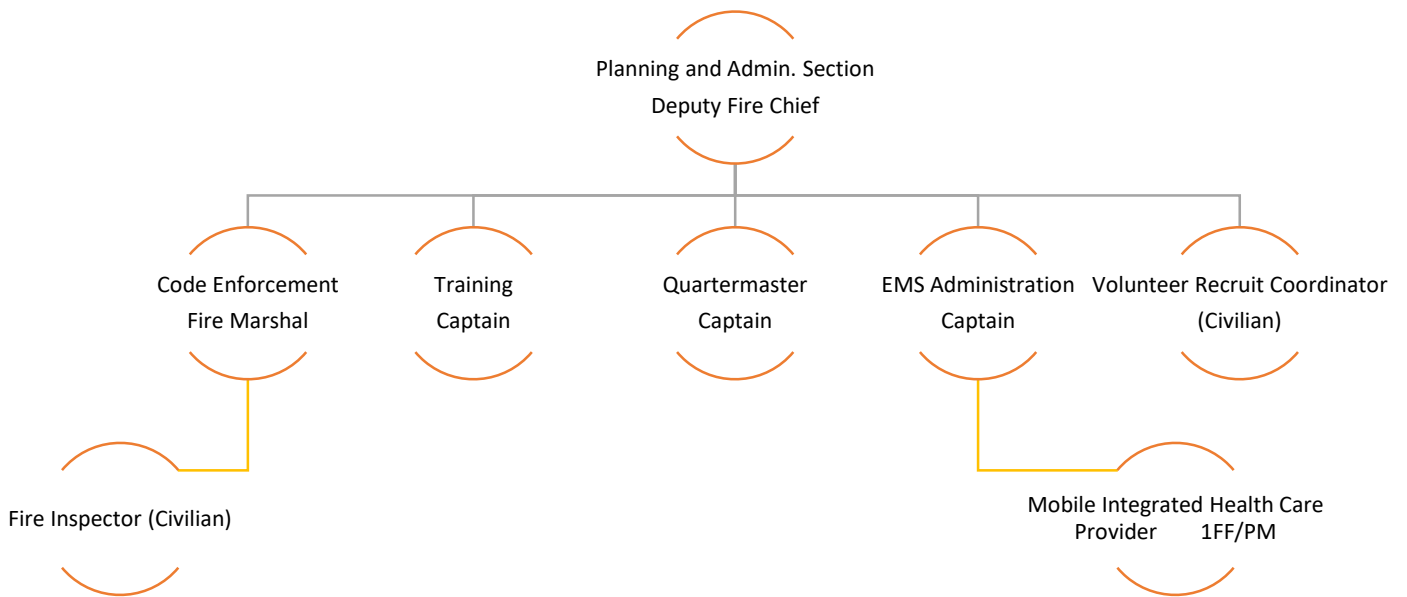 Planning and Admin. Section
Deputy Fire Chief
Code Enforcement
Fire Marshal
Training
Captain
Quartermaster
Captain
EMS Administration
Captain
Volunteer Recruit Coordinator
(Civilian)
Fire Inspector (Civilian)
Mobile Integrated Health Care
Provider 1FF/PM